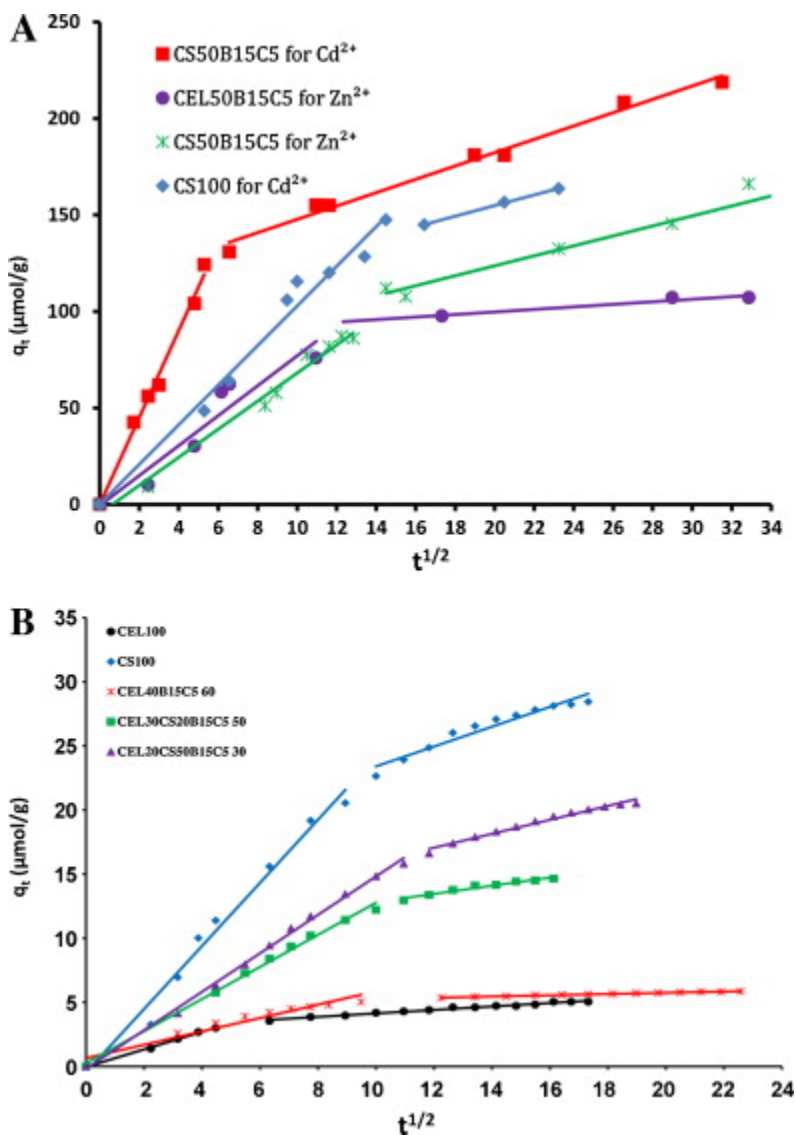 A
250
200
150
100
50
0
qₜ (µmol/g)
CS50B15C5 for Cd²⁺
CEL50B15C5 for Zn²⁺
CS50B15C5 for Zn²⁺
CS100 for Cd²⁺
0 2 4 6 8 10 12 14 16 18 20 22 24 26 28 30 32 34
t¹/²
B
35
30
25
20
15
10
5
0
qₜ (µmol/g)
CEL100
CS100
CEL40B15C5 60
CEL30CS20B15C5 50
CEL20CS50B15C5 30
0 2 4 6 8 10 12 14 16 18 20 22 24
t¹/²